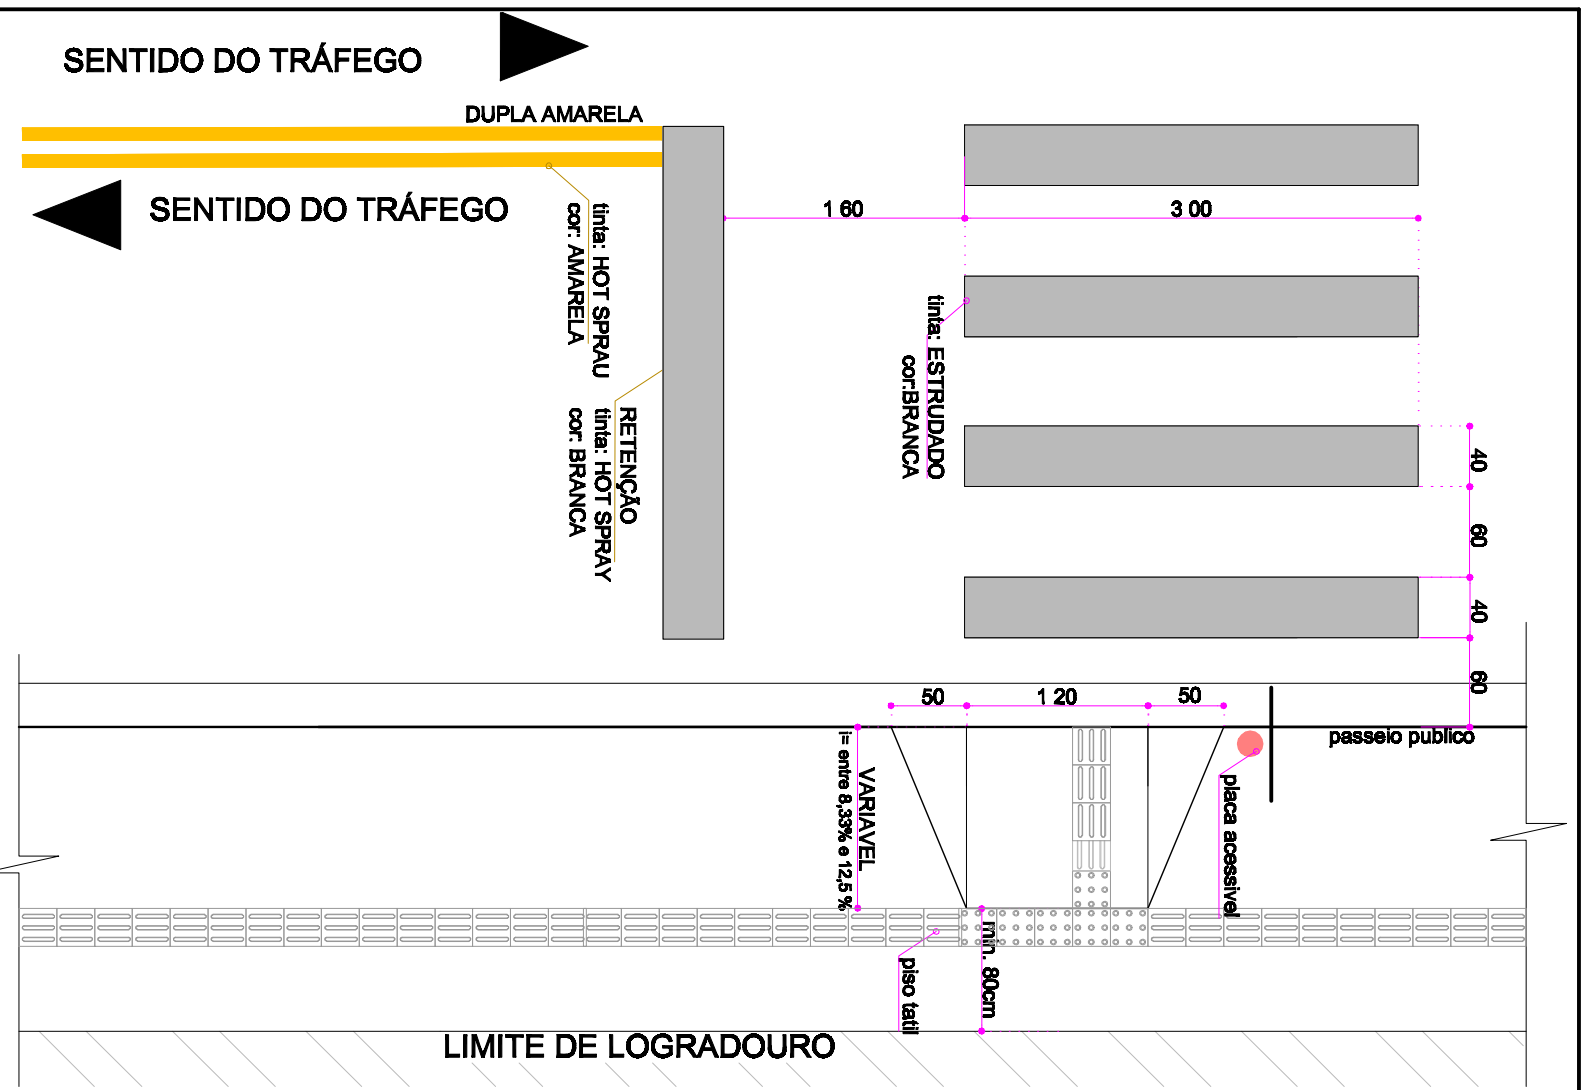 SENTIDO DO TRÁFEGO
DUPLA AMARELA
SENTIDO DO TRÁFEGO
1 60
3 00
tinta: HOT SPRAU
cor: AMARELA
tinta: ESTRUDADO
cor:BRANCA
RETENÇÃO
tinta: HOT SPRAY
cor: BRANCA
40
60
40
60
50
1 20
50
passeio publico
VARIAVEL
i= entre 8,33% e 12,5 %
placa acessivel
min. 80cm
piso tatil
LIMITE DE LOGRADOURO